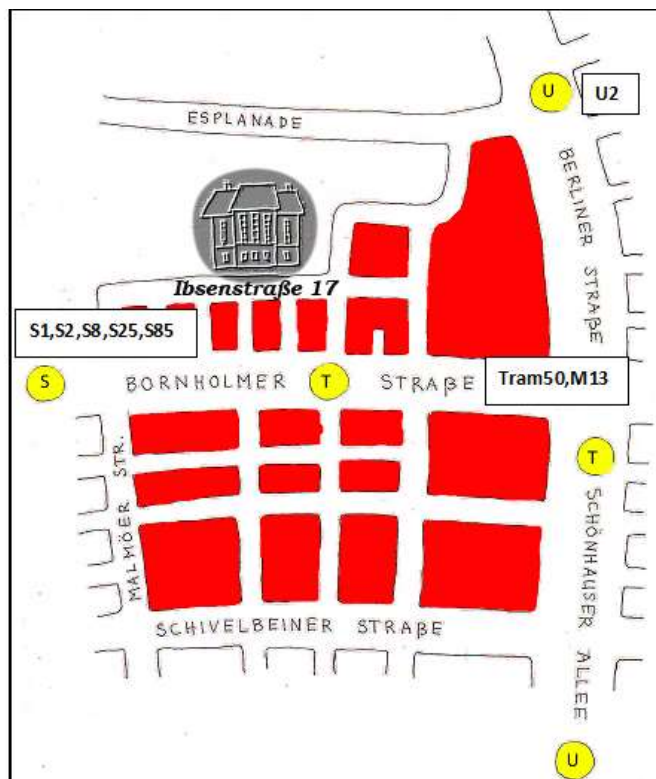 U
U2
ESPLANADE
BERLINER STRAßE
Ibsenstraße 17
S1,S2,S8,S25,S85
S
BORNHOLMER
T
STRAßE
Tram50,M13
T
MALMÖER STR.
SCHÖNHAUSER ALLEE
SCHIVELBEINER STRAßE
U